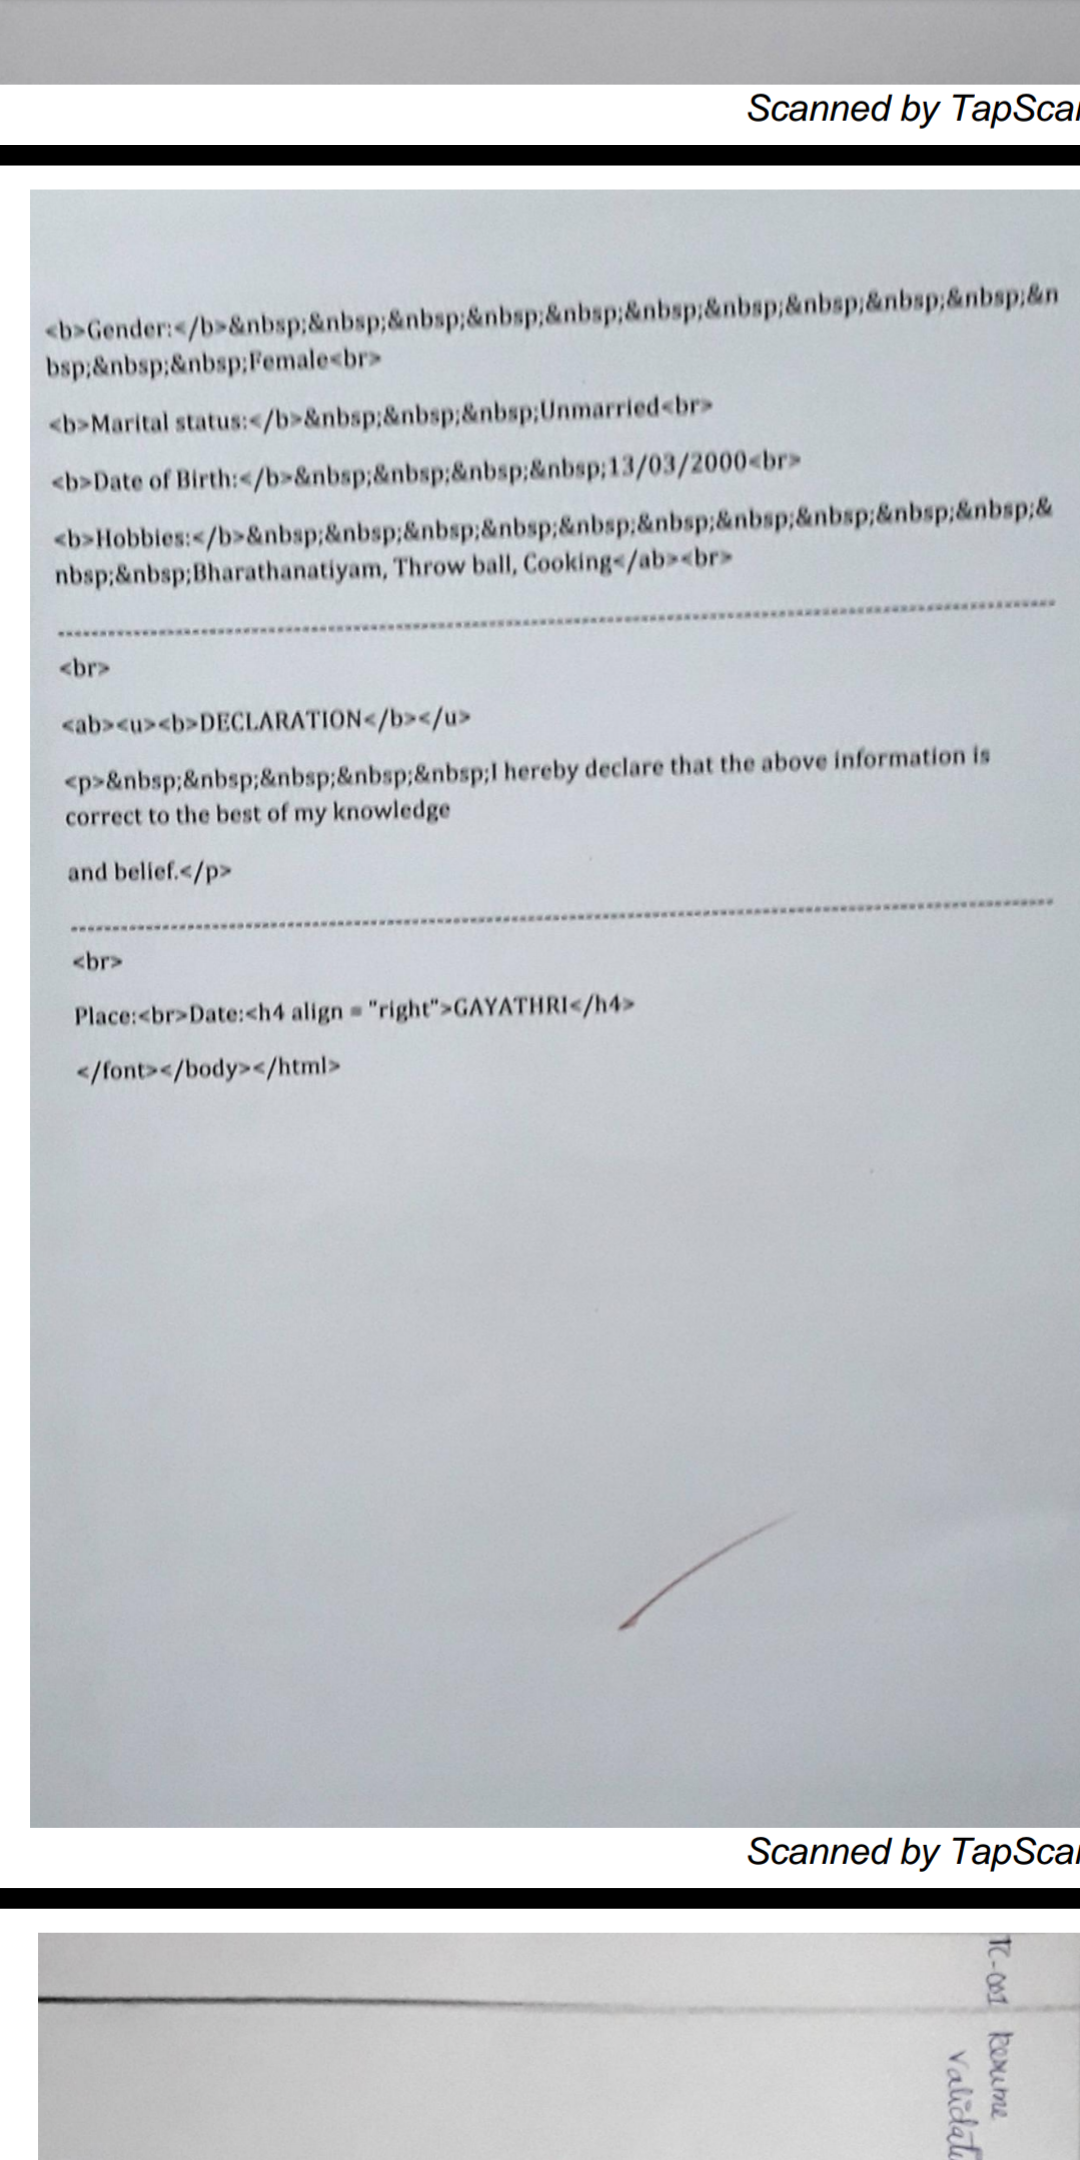 Scanned by TapScan
<b>Gender:</b>&nbsp;&nbsp;&nbsp;&nbsp;&nbsp;&nbsp;&nbsp;&nbsp;&nbsp;&nbsp;&n
bsp;&nbsp;&nbsp;Female<br>
<b>Marital status:</b>&nbsp;&nbsp;&nbsp;Unmarried<br>
<b>Date of Birth:</b>&nbsp;&nbsp;&nbsp;&nbsp;13/03/2000<br>
<b>Hobbies:</b>&nbsp;&nbsp;&nbsp;&nbsp;&nbsp;&nbsp;&nbsp;&nbsp;&nbsp;&nbsp;&
nbsp;&nbsp;Bharathanatiyam, Throw ball, Cooking</ab><br>
<br>
<ab><u><b>DECLARATION</b></u>
<p>&nbsp;&nbsp;&nbsp;&nbsp;&nbsp;I hereby declare that the above information is
correct to the best of my knowledge
and belief.</p>
<br>
Place:<br>Date:<h4 align = "right">GAYATHRI</h4>
</font></body></html>
Scanned by TapScan
TC-001 Resume
Validati